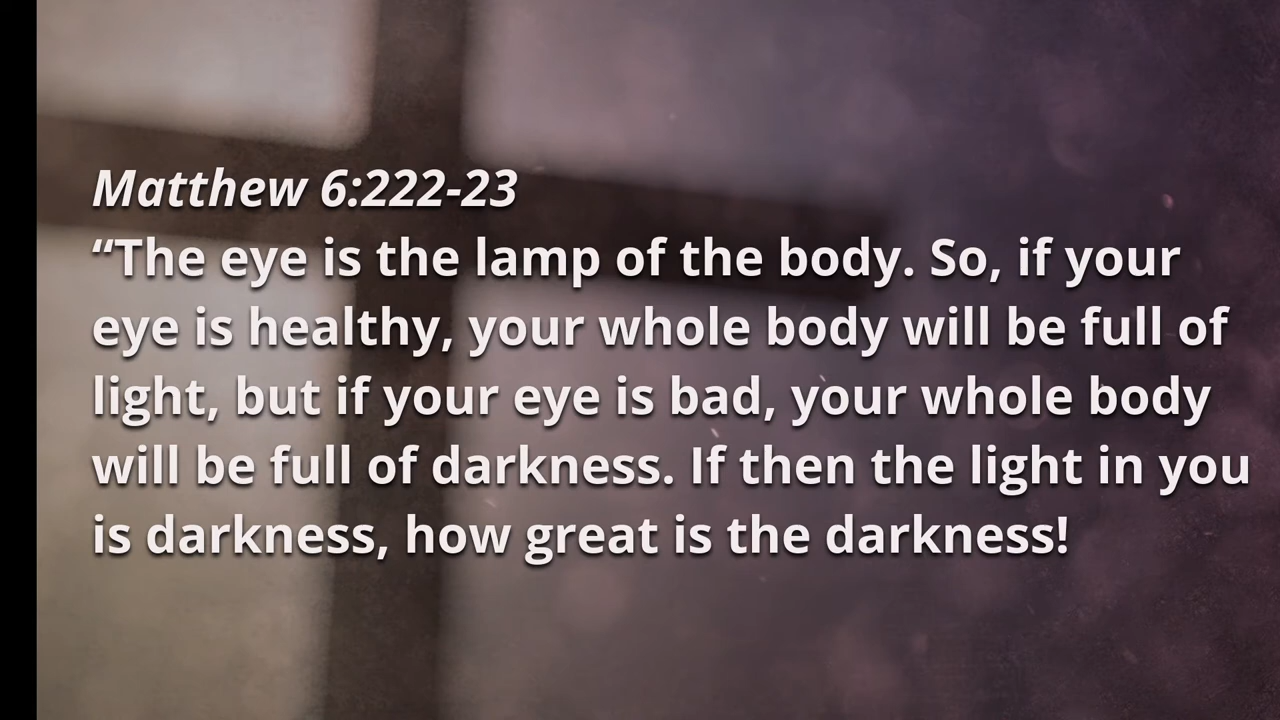 Matthew 6:222-23
“The eye is the lamp of the body. So, if your
eye is healthy, your whole body will be full of
light, but if your eye is bad, your whole body
will be full of darkness. If then the light in you
is darkness, how great is the darkness!